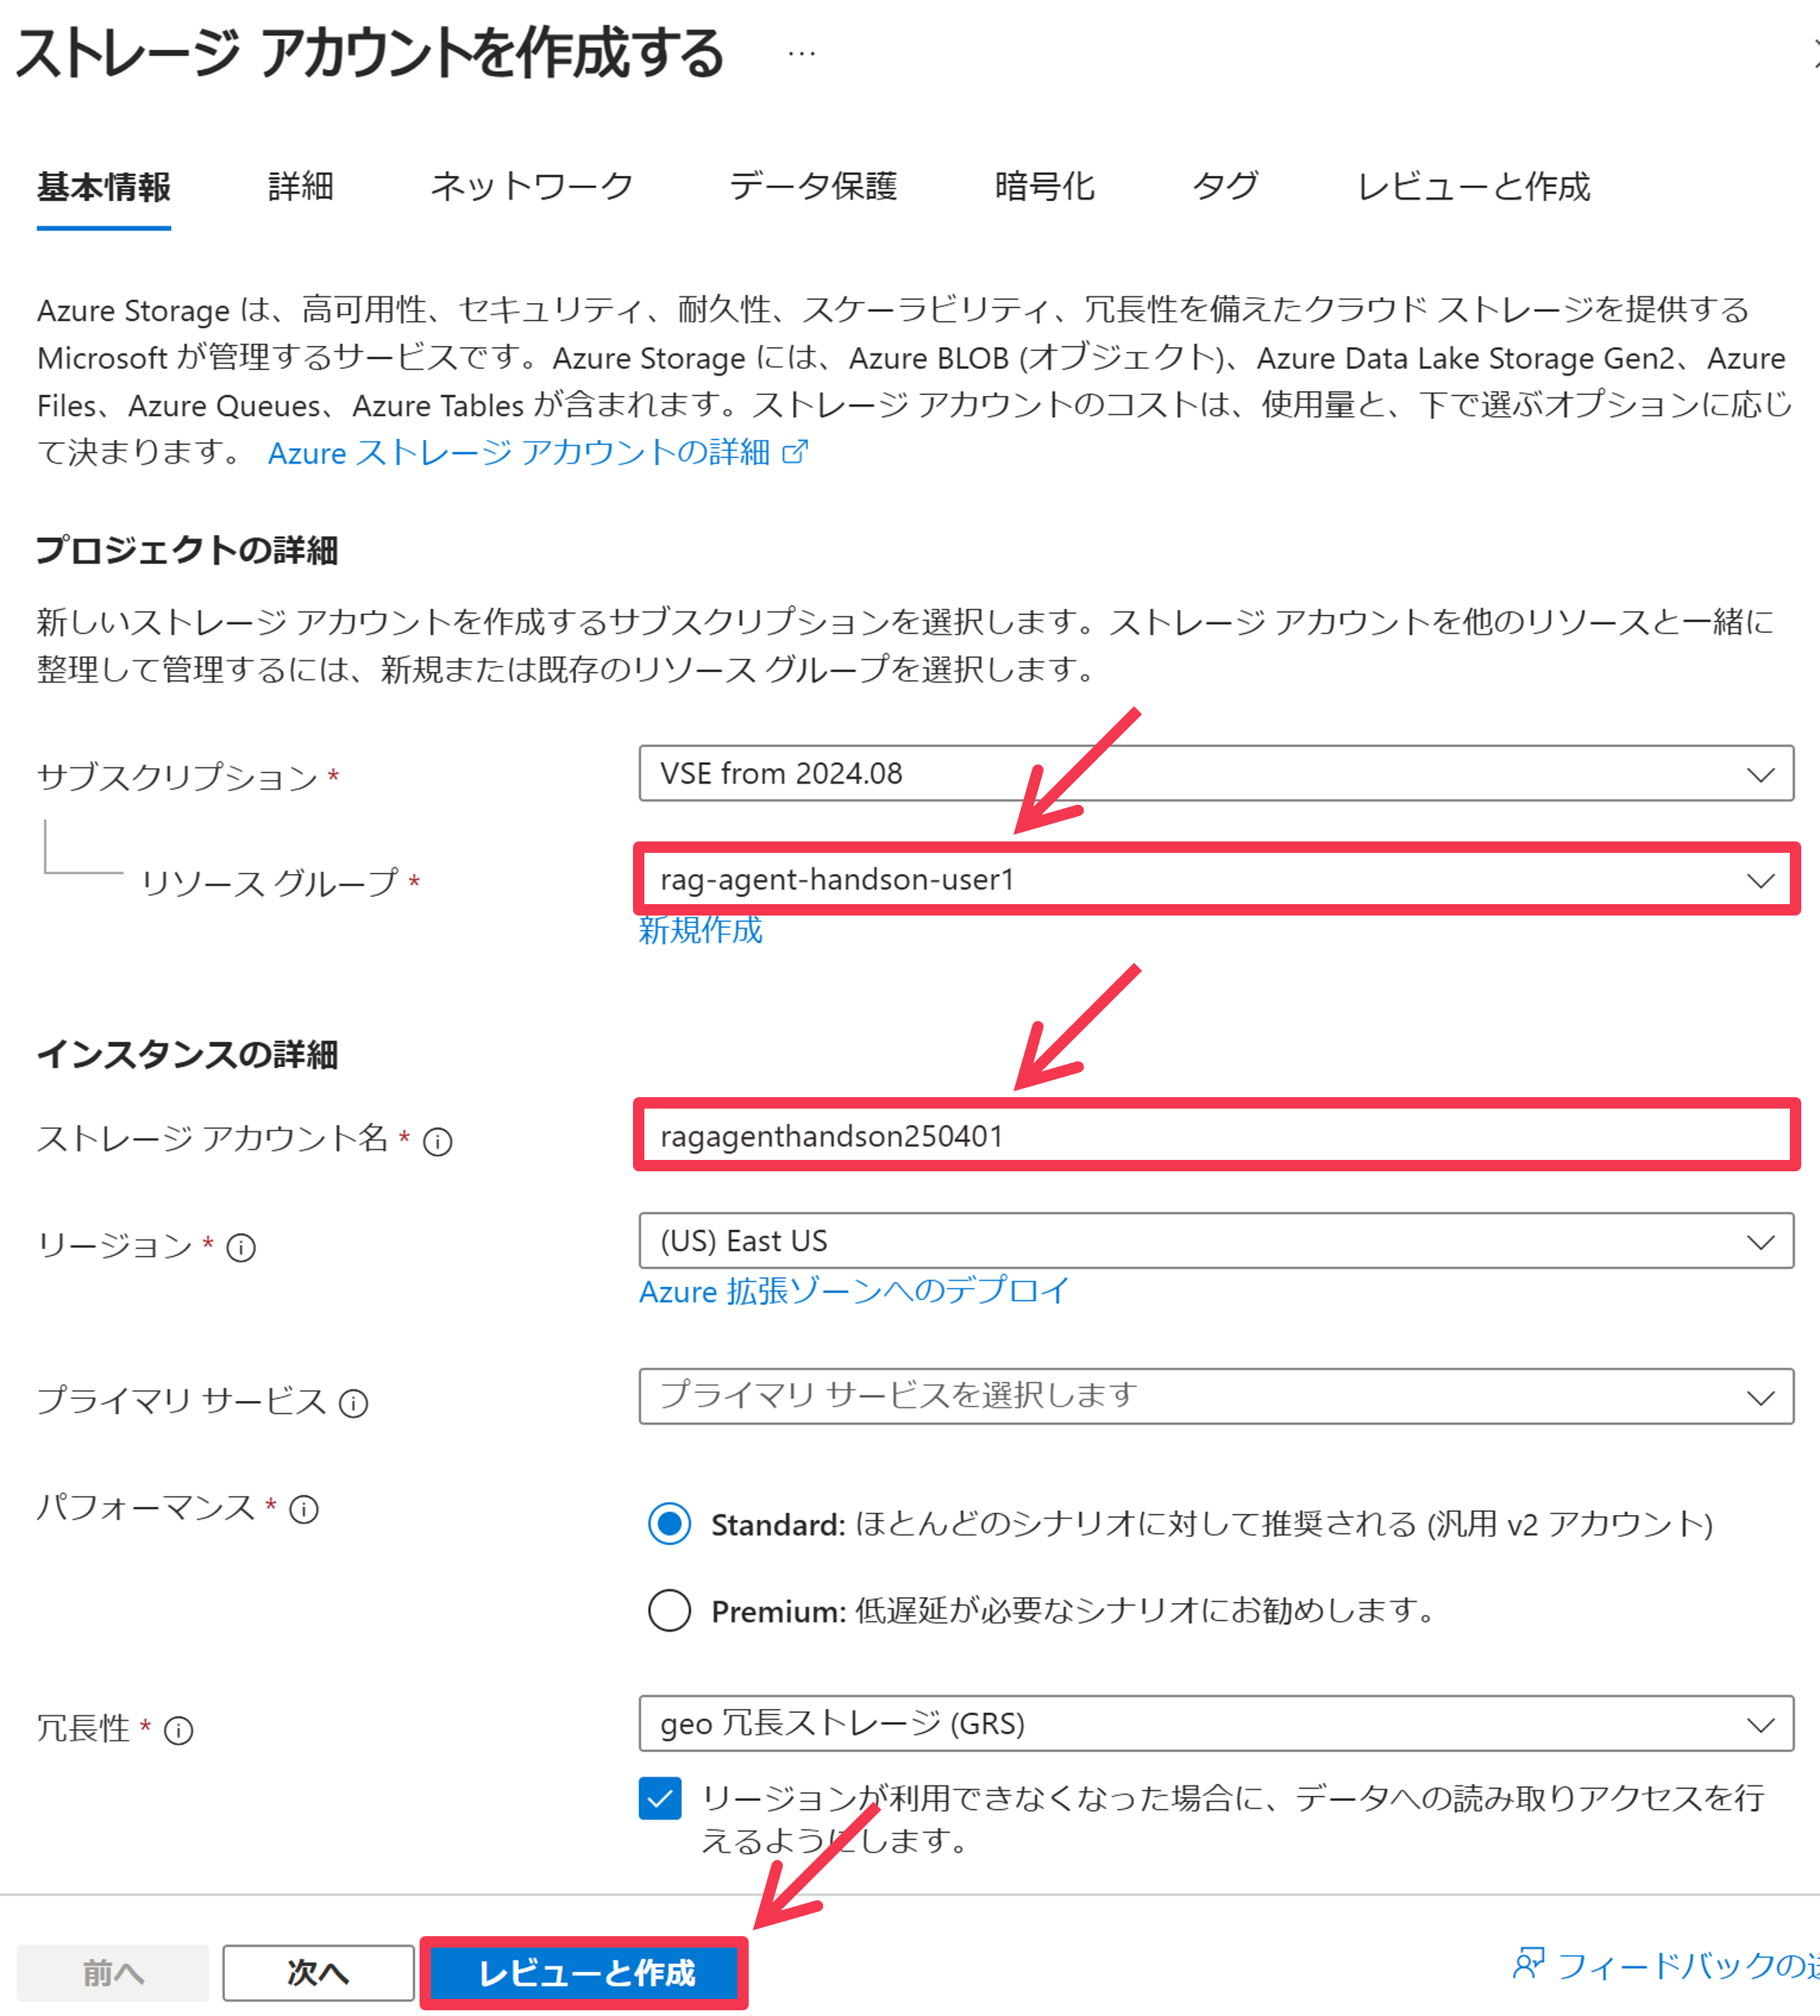 ストレージ アカウントを作成する ...
基本情報 詳細 ネットワーク データ保護 暗号化 タグ レビューと作成
Azure Storage は、高可用性、セキュリティ、耐久性、スケーラビリティ、冗長性を備えたクラウド ストレージを提供する
Microsoft が管理するサービスです。Azure Storage には、Azure BLOB (オブジェクト)、Azure Data Lake Storage Gen2、Azure
Files、Azure Queues、Azure Tables が含まれます。ストレージ アカウントのコストは、使用量と、下で選ぶオプションに応じ
て決まります。 Azure ストレージ アカウントの詳細
プロジェクトの詳細
新しいストレージ アカウントを作成するサブスクリプションを選択します。ストレージ アカウントを他のリソースと一緒に
整理して管理するには、新規または既存のリソース グループを選択します。
サブスクリプション * VSE from 2024.08
リソース グループ * rag-agent-handson-user1
新規作成
インスタンスの詳細
ストレージ アカウント名 * ragagenthandson250401
リージョン * (US) East US
Azure 拡張ゾーンへのデプロイ
プライマリ サービス プライマリ サービスを選択します
パフォーマンス * Standard: ほとんどのシナリオに対して推奨される (汎用 v2 アカウント)
Premium: 低遅延が必要なシナリオにお勧めします。
冗長性 * geo 冗長ストレージ (GRS)
リージョンが利用できなくなった場合に、データへの読み取りアクセスを行
えるようにします。
前へ 次へ レビューと作成 フィードバックの